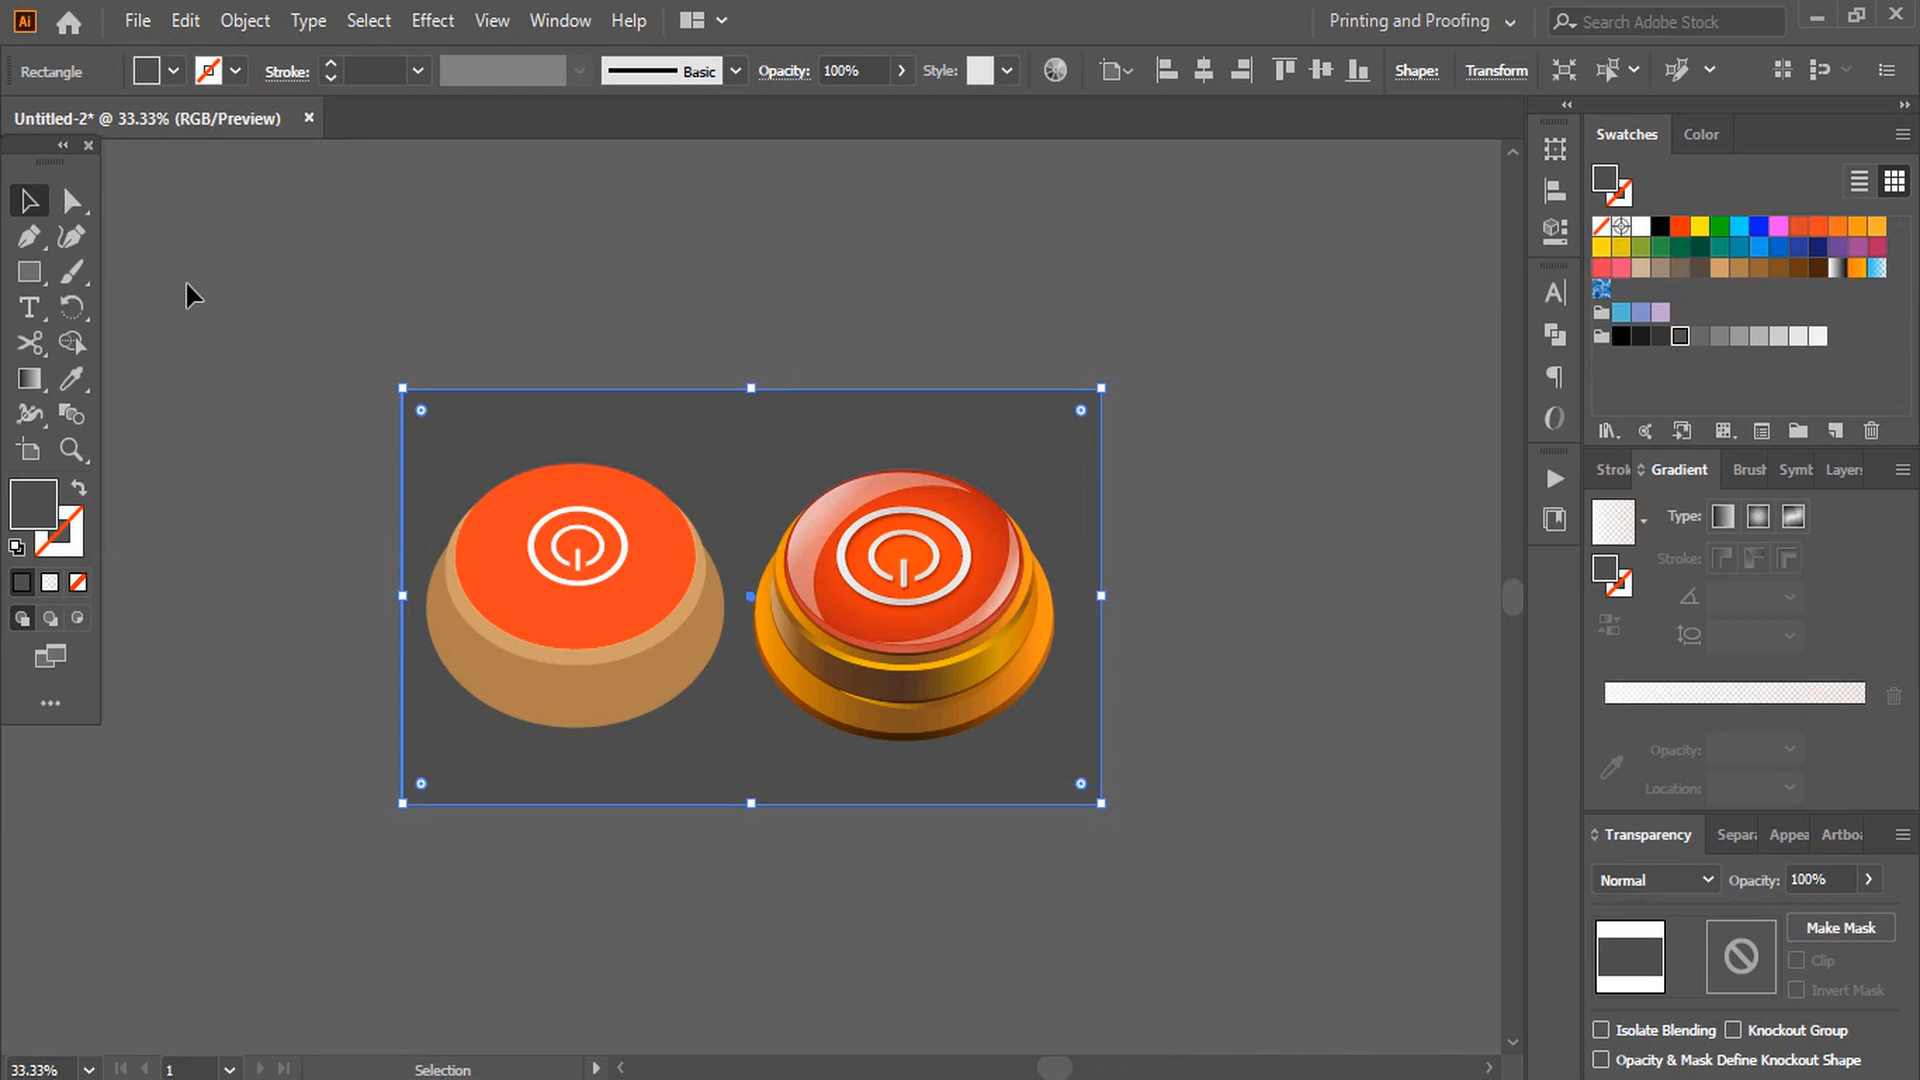 Ai File Edit Object Type Select Effect View Window Help Printing and Proofing Search Adobe Stock
Rectangle Stroke: Basic Opacity: 100% Style: Shape: Transform
Untitled-2* @ 33.33% (RGB/Preview)
Swatches Color
Strok Gradient Brush Symb Layers
Type:
Stroke:
Opacity:
Location:
Transparency Separ Appea Artbo
Normal Opacity: 100%
Make Mask
Clip
Invert Mask
Isolate Blending Knockout Group
Opacity & Mask Define Knockout Shape
33.33% 1 Selection